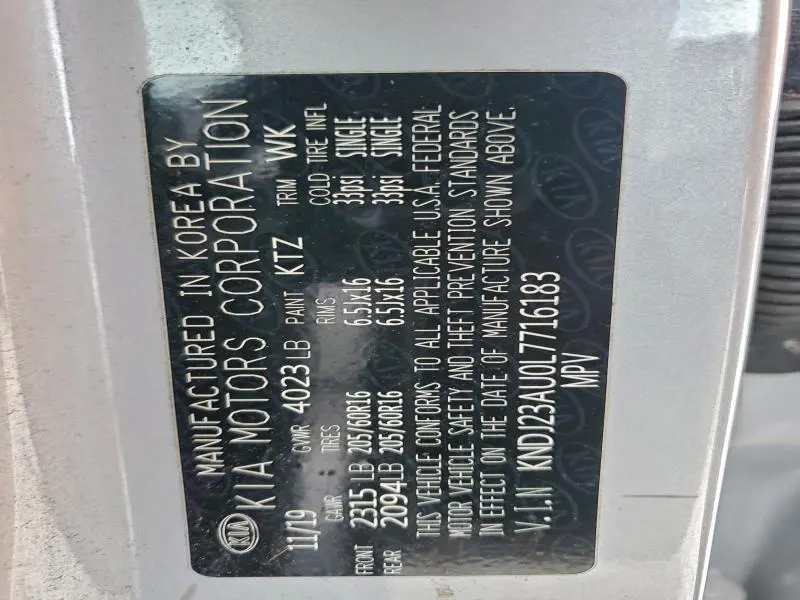 MANUFACTURED IN KOREA BY
KIA KIA MOTORS CORPORATION
11/19 GVWR 4023 LB PAINT KTZ TRIM WK
GAWR TIRES RIMS COLD TIRE INFL
FRONT 2315 LB 205/60R16 6.5Jx16 33psi SINGLE
REAR 2094 LB 205/60R16 6.5Jx16 33psi SINGLE
THIS VEHICLE CONFORMS TO ALL APPLICABLE U.S.A. FEDERAL
MOTOR VEHICLE SAFETY AND THEFT PREVENTION STANDARDS
IN EFFECT ON THE DATE OF MANUFACTURE SHOWN ABOVE.
V.I.N KNDJ23AU0L7716183
MPV